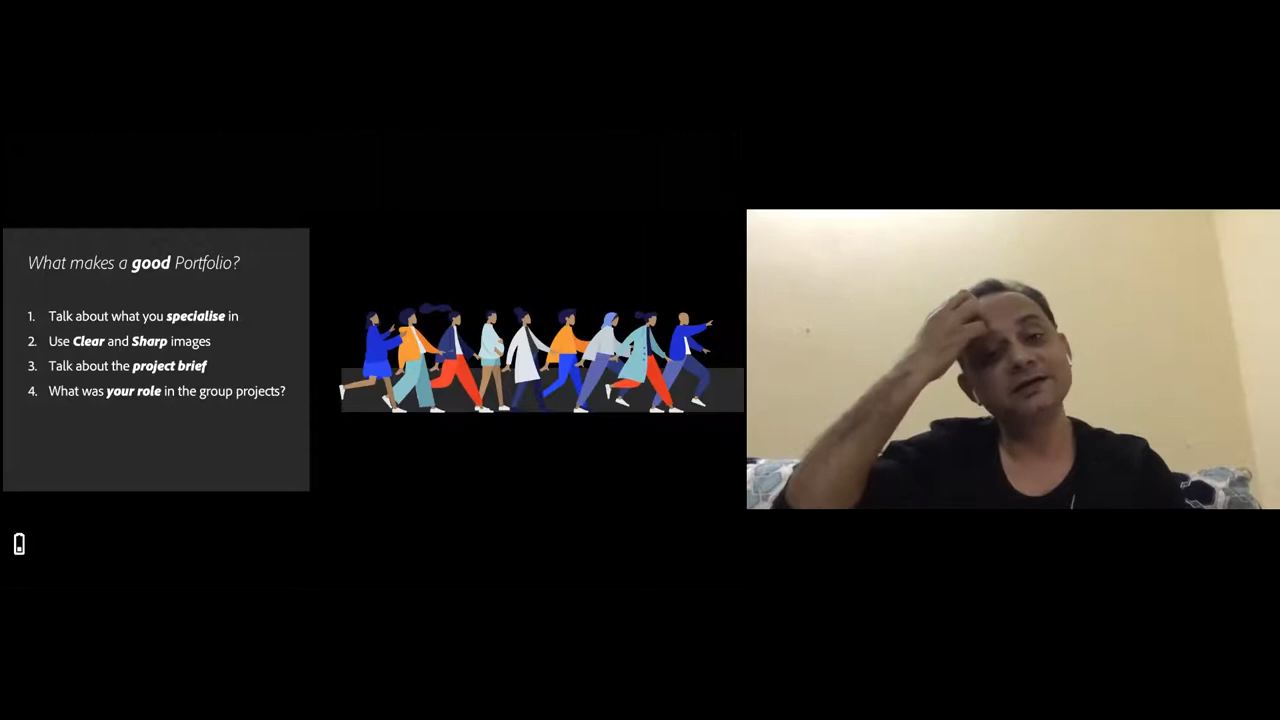 What makes a good Portfolio?
1. Talk about what you specialise in
2. Use Clear and Sharp images
3. Talk about the project brief
4. What was your role in the group projects?